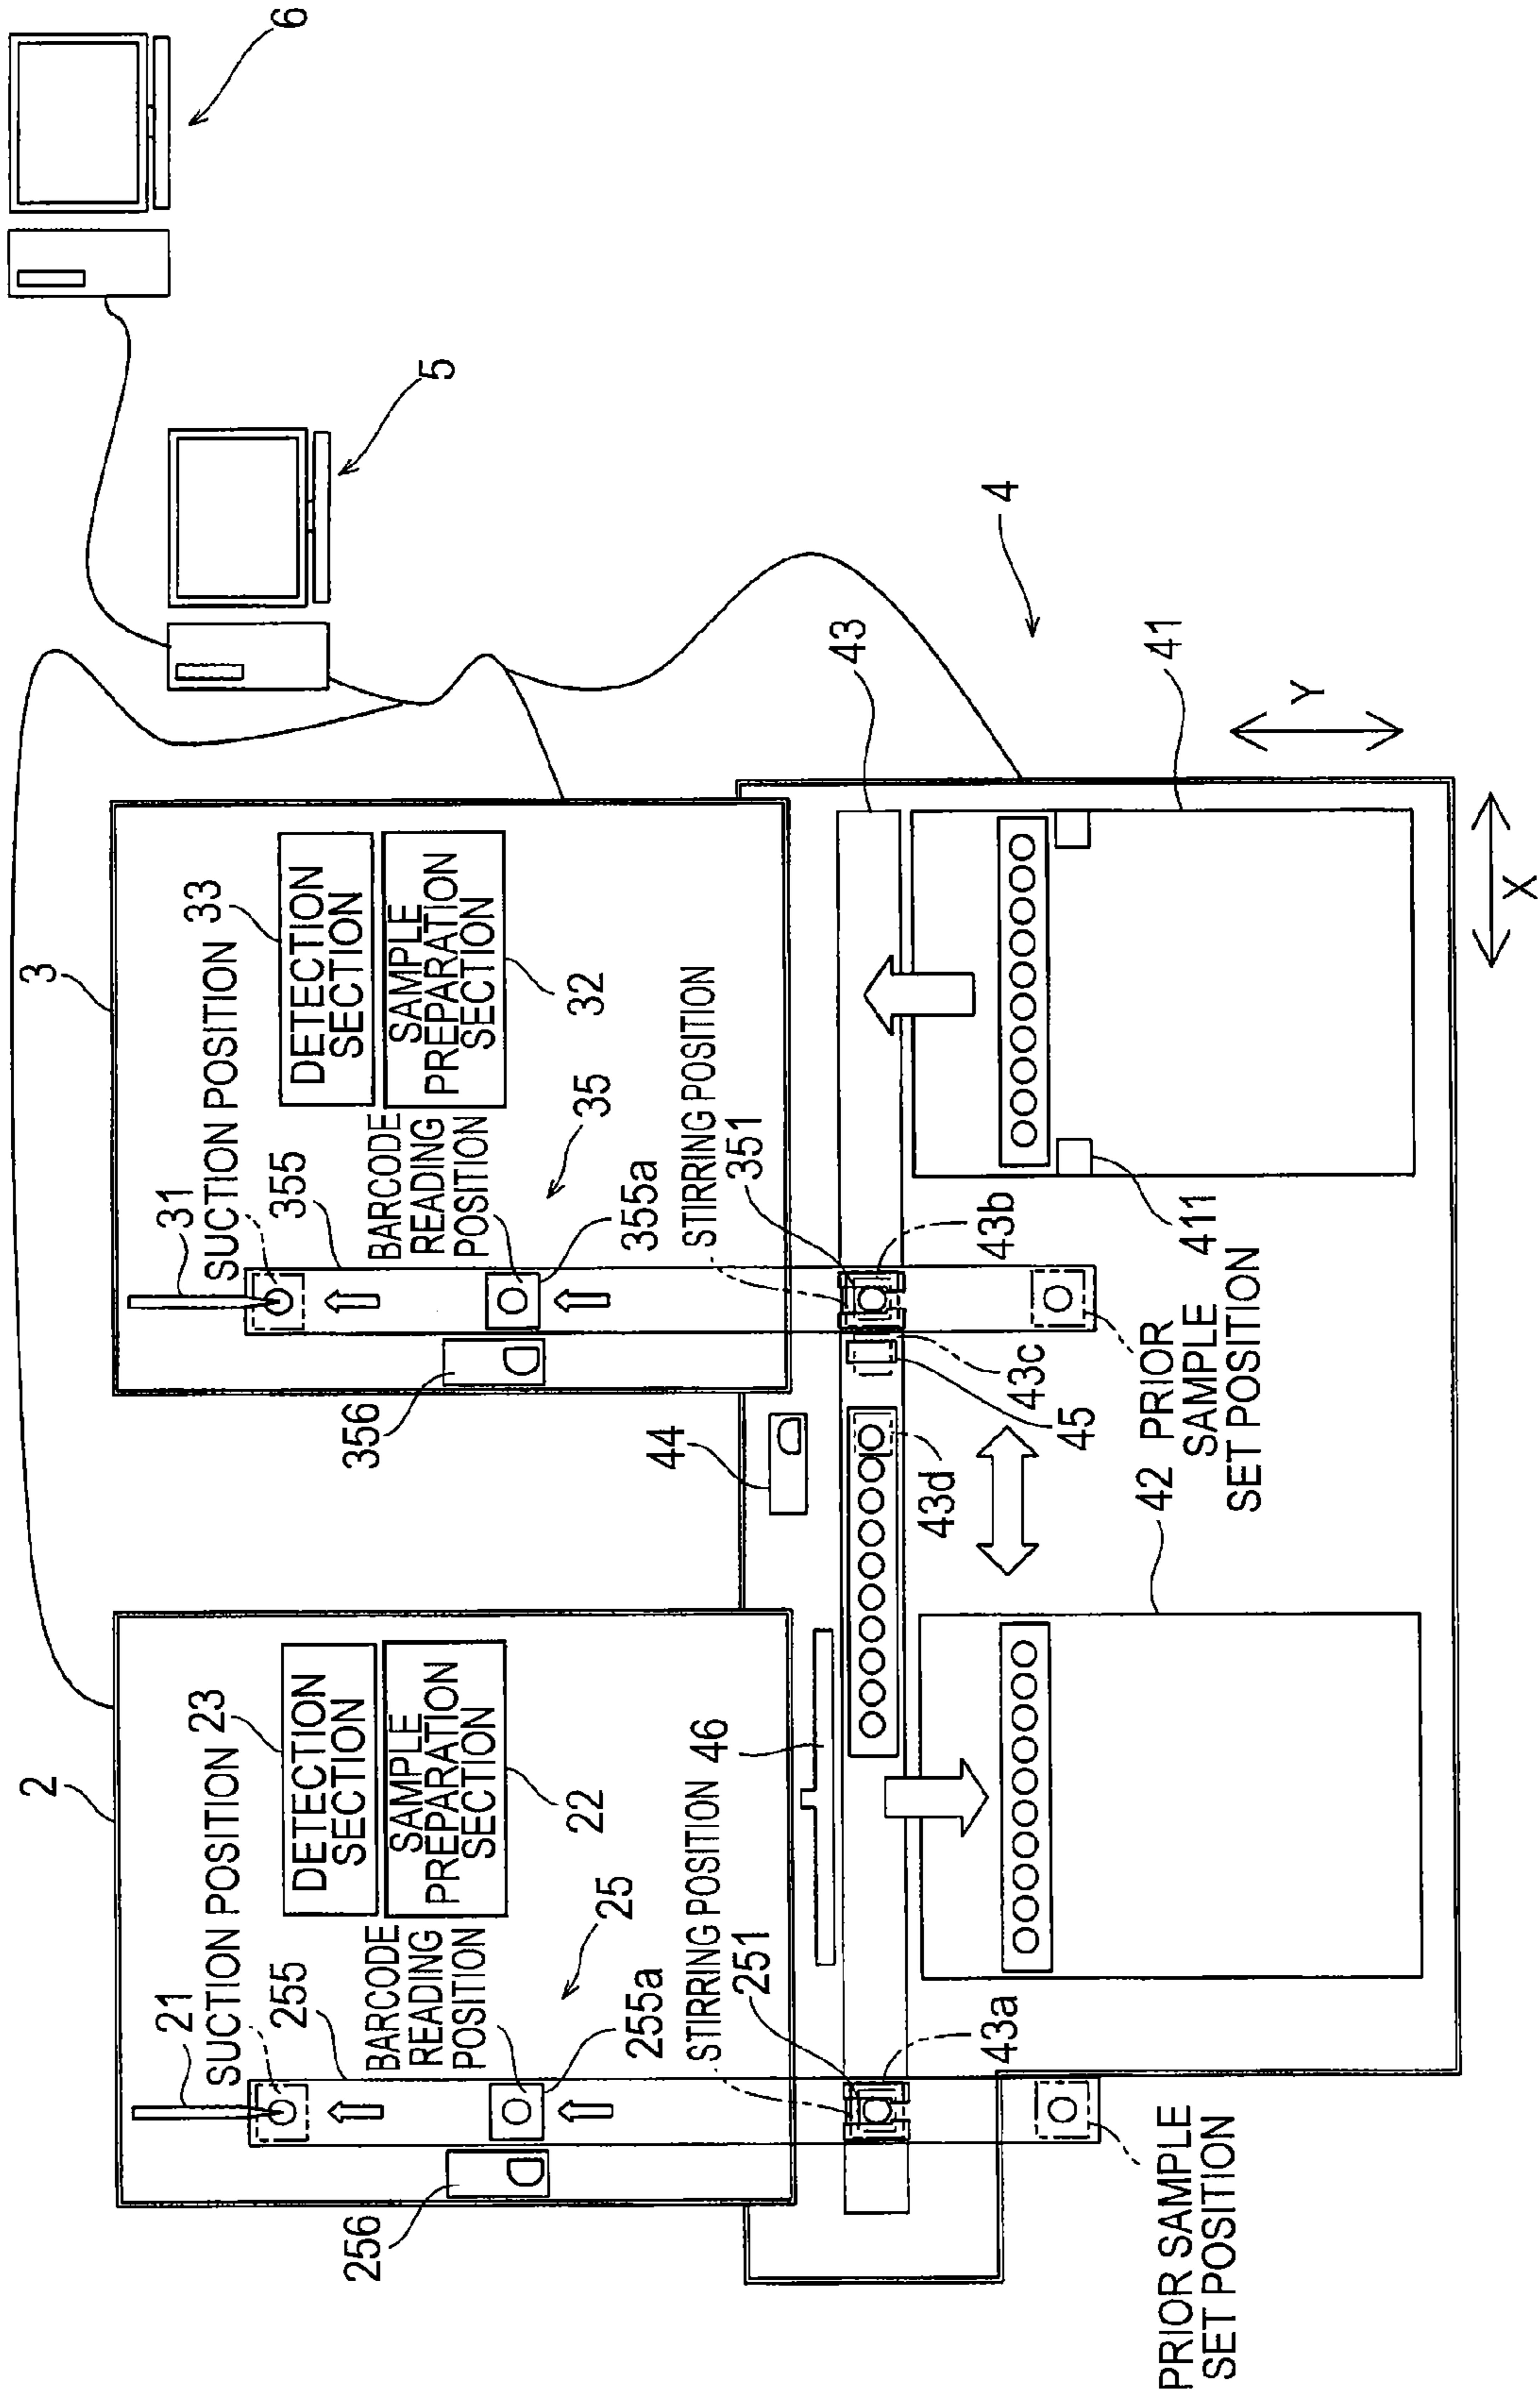 6
5
4
3
33
SUCTION POSITION
31
DETECTION
SECTION
SAMPLE
PREPARATION
SECTION
32
355
BARCODE
READING
POSITION
35
355a
STIRRING POSITION
351
356
43
41
Y
X
43b
411
43c
45
PRIOR
SAMPLE
SET POSITION
44
43d
42
2
23
SUCTION POSITION
21
DETECTION
SECTION
SAMPLE
PREPARATION
SECTION
22
255
BARCODE
READING
POSITION
25
255a
STIRRING POSITION
251
46
256
43a
PRIOR SAMPLE
SET POSITION